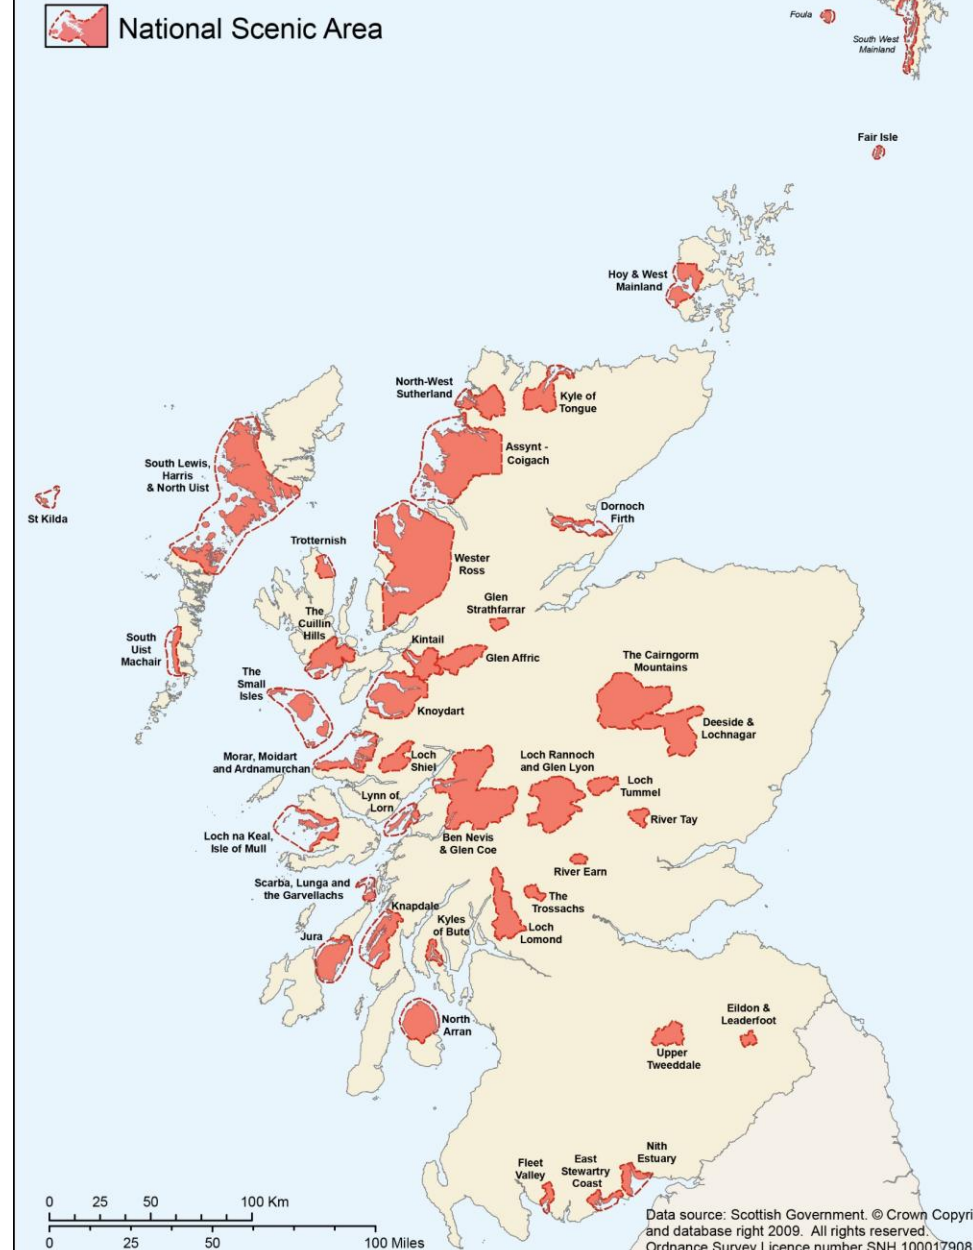 National Scenic Area
Foula
South West
Mainland
Fair Isle
Hoy & West
Mainland
North-West
Sutherland
Kyle of
Tongue
Assynt -
Coigach
South Lewis,
Harris
& North Uist
St Kilda
Dornoch
Firth
Trotternish
Wester
Ross
Glen
Strathfarrar
The
Cuillin
Hills
Kintail
Glen Affric
South
Uist
Machair
The Cairngorm
Mountains
The
Small
Isles
Knoydart
Deeside &
Lochnagar
Morar, Moidart
and Ardnamurchan
Loch
Shiel
Loch Rannoch
and Glen Lyon
Loch
Tummel
Lynn of
Lorn
River Tay
Loch na Keal,
Isle of Mull
Ben Nevis
& Glen Coe
River Earn
Scarba, Lunga and
the Garvellachs
The
Trossachs
Knapdale
Kyles
of Bute
Loch
Lomond
Jura
North
Arran
Eildon &
Leaderfoot
Upper
Tweeddale
Nith
Estuary
Fleet
Valley
East
Stewartry
Coast
0 25 50 100 Km
0 25 50 100 Miles
Data source: Scottish Government. © Crown Copyri
and database right 2009. All rights reserved.
Ordnance Survey Licence number SNH 100017908